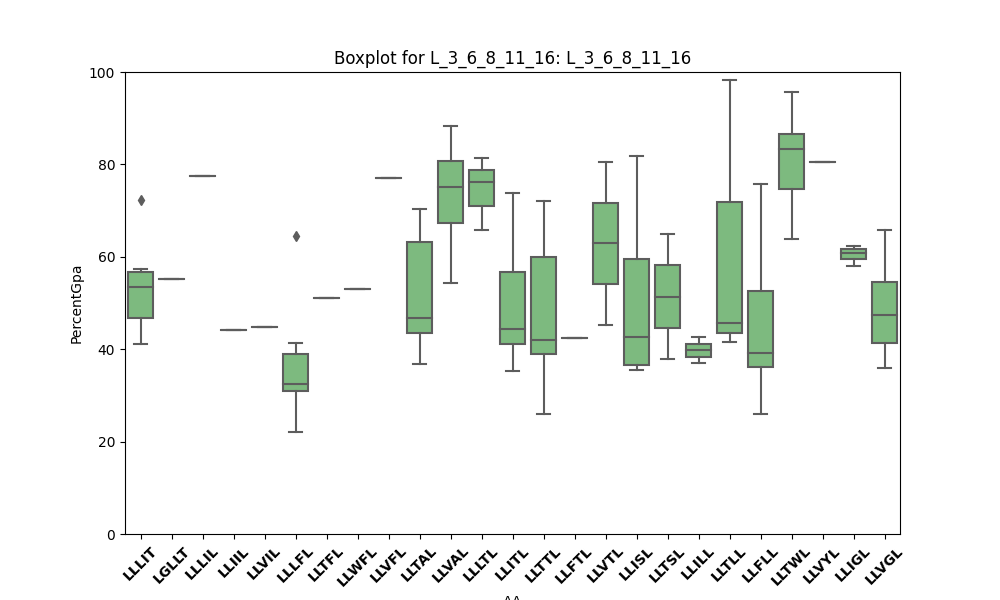 Boxplot for L_3_6_8_11_16: L_3_6_8_11_16
100
80
60
40
20
0
PercentGpa
LLLIT
LGLLT
LLLIL
LLIIL
LLVIL
LLLFL
LLTFL
LLWFL
LLVFL
LLTAL
LLVAL
LLLTL
LLITL
LLTTL
LLFTL
LLVTL
LLISL
LLTSL
LLILL
LLTLL
LLFLL
LLTWL
LLVYL
LLIGL
LLVGL
AA